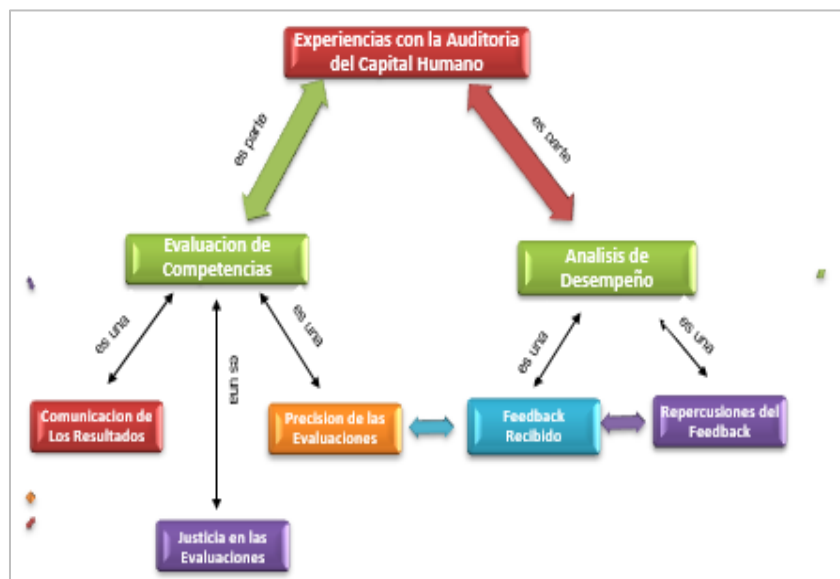 Experiencias con la Auditoria
del Capital Humano
es parte
es parte
Evaluacion de
Competencias
Analisis de
Desempeño
es una
es una
es una
es una
es una
Comunicacion de
Los Resultados
Precision de las
Evaluaciones
Feedback
Recibido
Repercusiones del
Feedback
Justicia en las
Evaluaciones